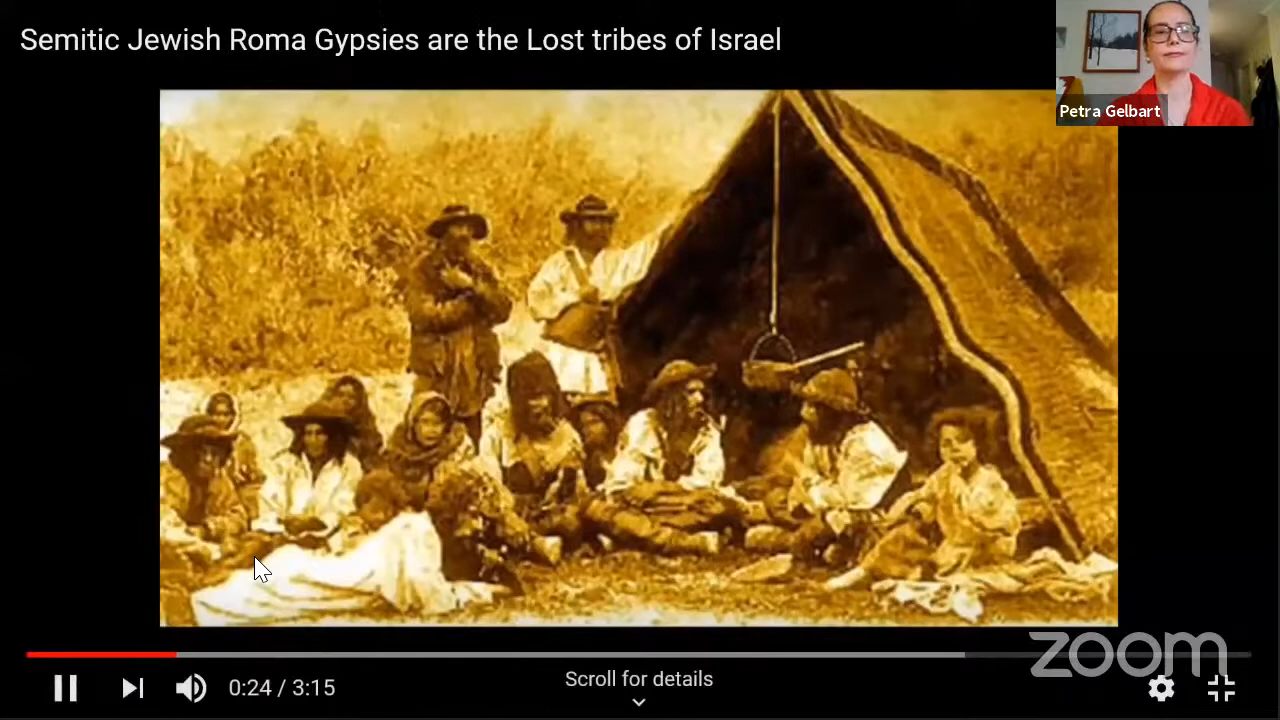 Semitic Jewish Roma Gypsies are the Lost tribes of Israel
Petra Gelbart
zoom
0:24 / 3:15
Scroll for details